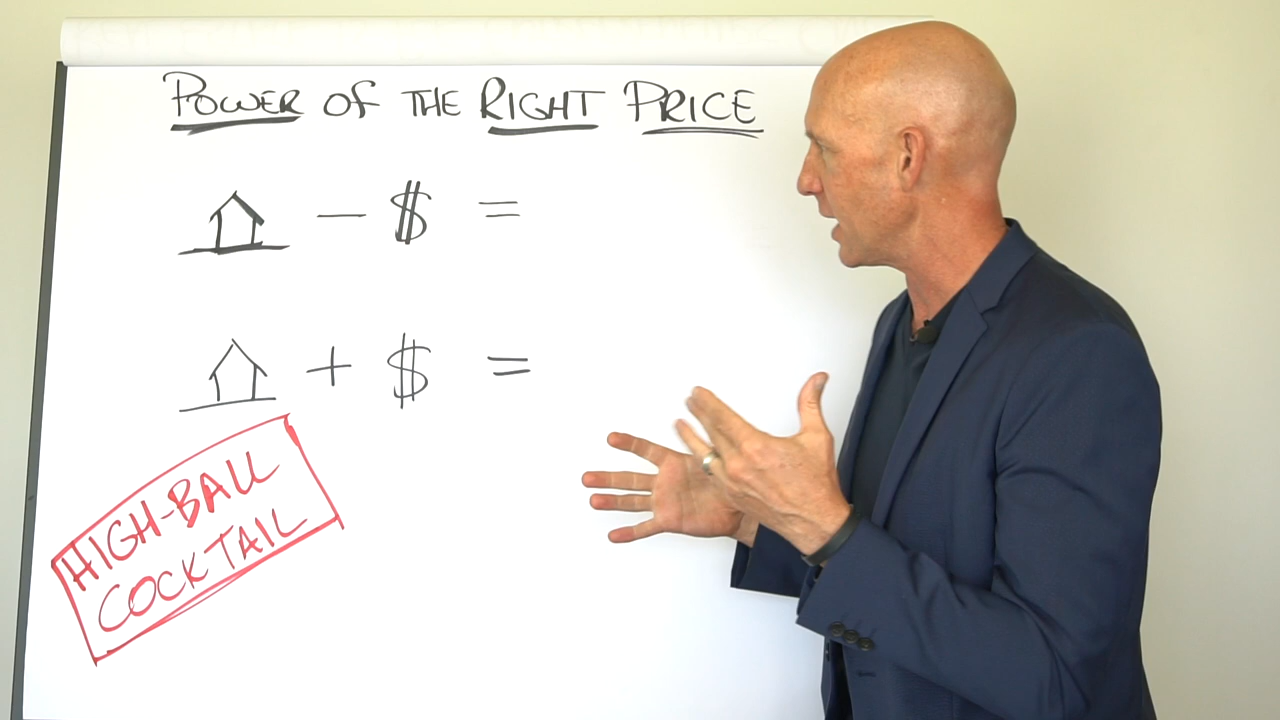 POWER OF THE RIGHT PRICE
— $ =
+ $ =
HIGH-BALL
COCKTAIL